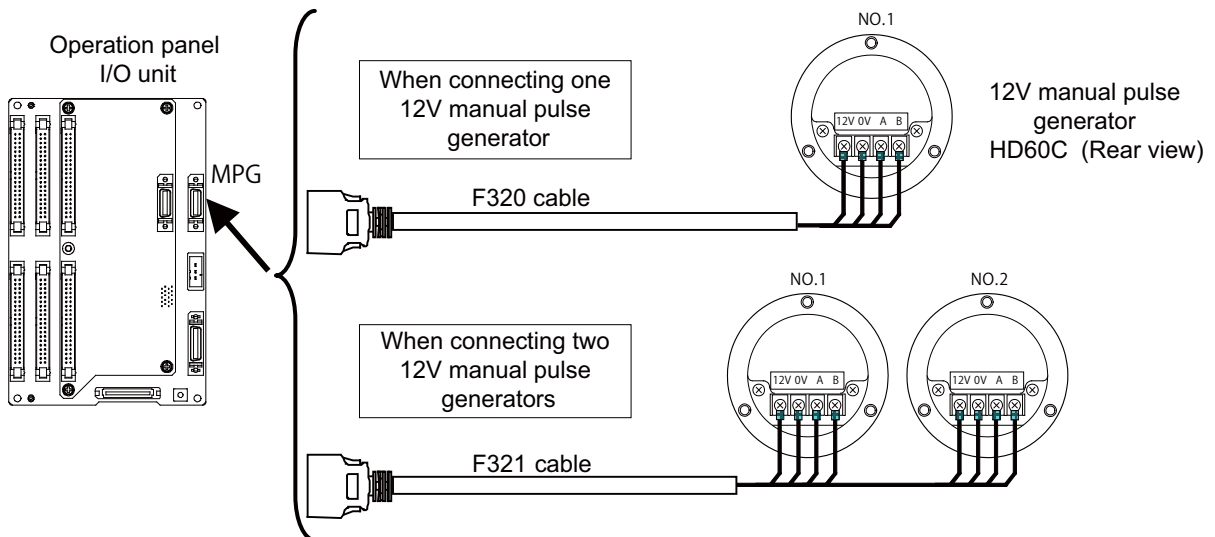 Operation panel
I/O unit
MPG
When connecting one
12V manual pulse
generator
F320 cable
NO.1
12V 0V A B
12V manual pulse
generator
HD60C (Rear view)
When connecting two
12V manual pulse
generators
F321 cable
NO.1
12V 0V A B
NO.2
12V 0V A B